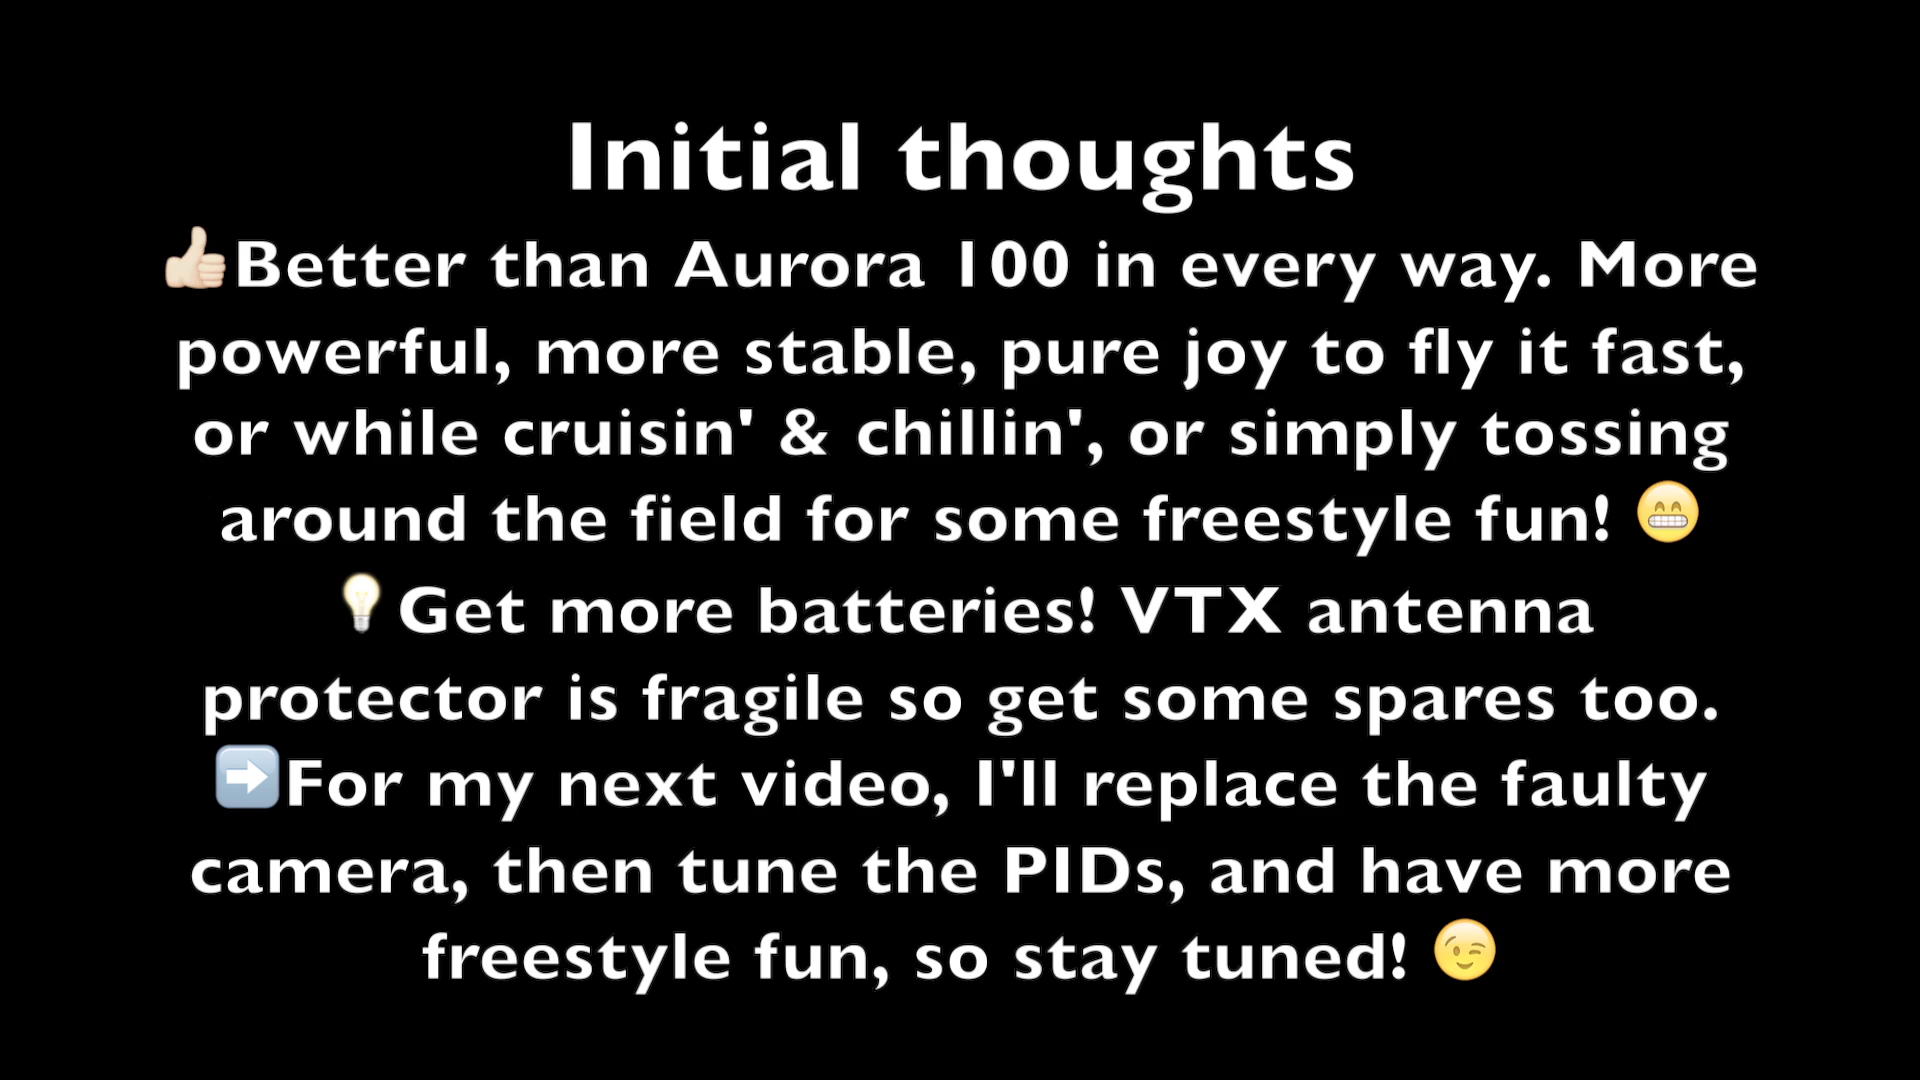 Initial thoughts
👍🏻Better than Aurora 100 in every way. More
powerful, more stable, pure joy to fly it fast,
or while cruisin' & chillin', or simply tossing
around the field for some freestyle fun! 😁
💡Get more batteries! VTX antenna
protector is fragile so get some spares too.
➡️For my next video, I'll replace the faulty
camera, then tune the PIDs, and have more
freestyle fun, so stay tuned! 😉